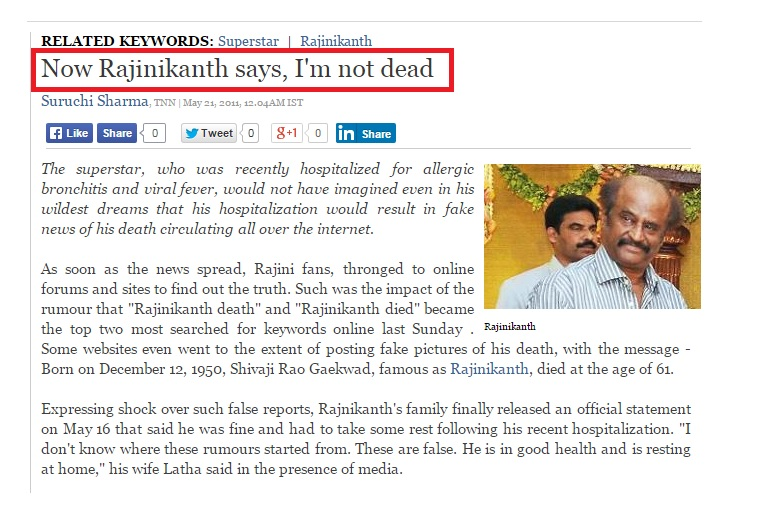 RELATED KEYWORDS: Superstar | Rajinikanth
Now Rajinikanth says, I'm not dead
Suruchi Sharma, TNN | May 21, 2011, 12.04AM IST
Like Share 0 Tweet 0 g+1 0 in Share
The superstar, who was recently hospitalized for allergic
bronchitis and viral fever, would not have imagined even in his
wildest dreams that his hospitalization would result in fake
news of his death circulating all over the internet.
As soon as the news spread, Rajini fans, thronged to online
forums and sites to find out the truth. Such was the impact of the
rumour that "Rajinikanth death" and "Rajinikanth died" became
the top two most searched for keywords online last Sunday .
Rajinikanth
Some websites even went to the extent of posting fake pictures of his death, with the message -
Born on December 12, 1950, Shivaji Rao Gaekwad, famous as Rajinikanth, died at the age of 61.
Expressing shock over such false reports, Rajnikanth's family finally released an official statement
on May 16 that said he was fine and had to take some rest following his recent hospitalization. "I
don't know where these rumours started from. These are false. He is in good health and is resting
at home," his wife Latha said in the presence of media.